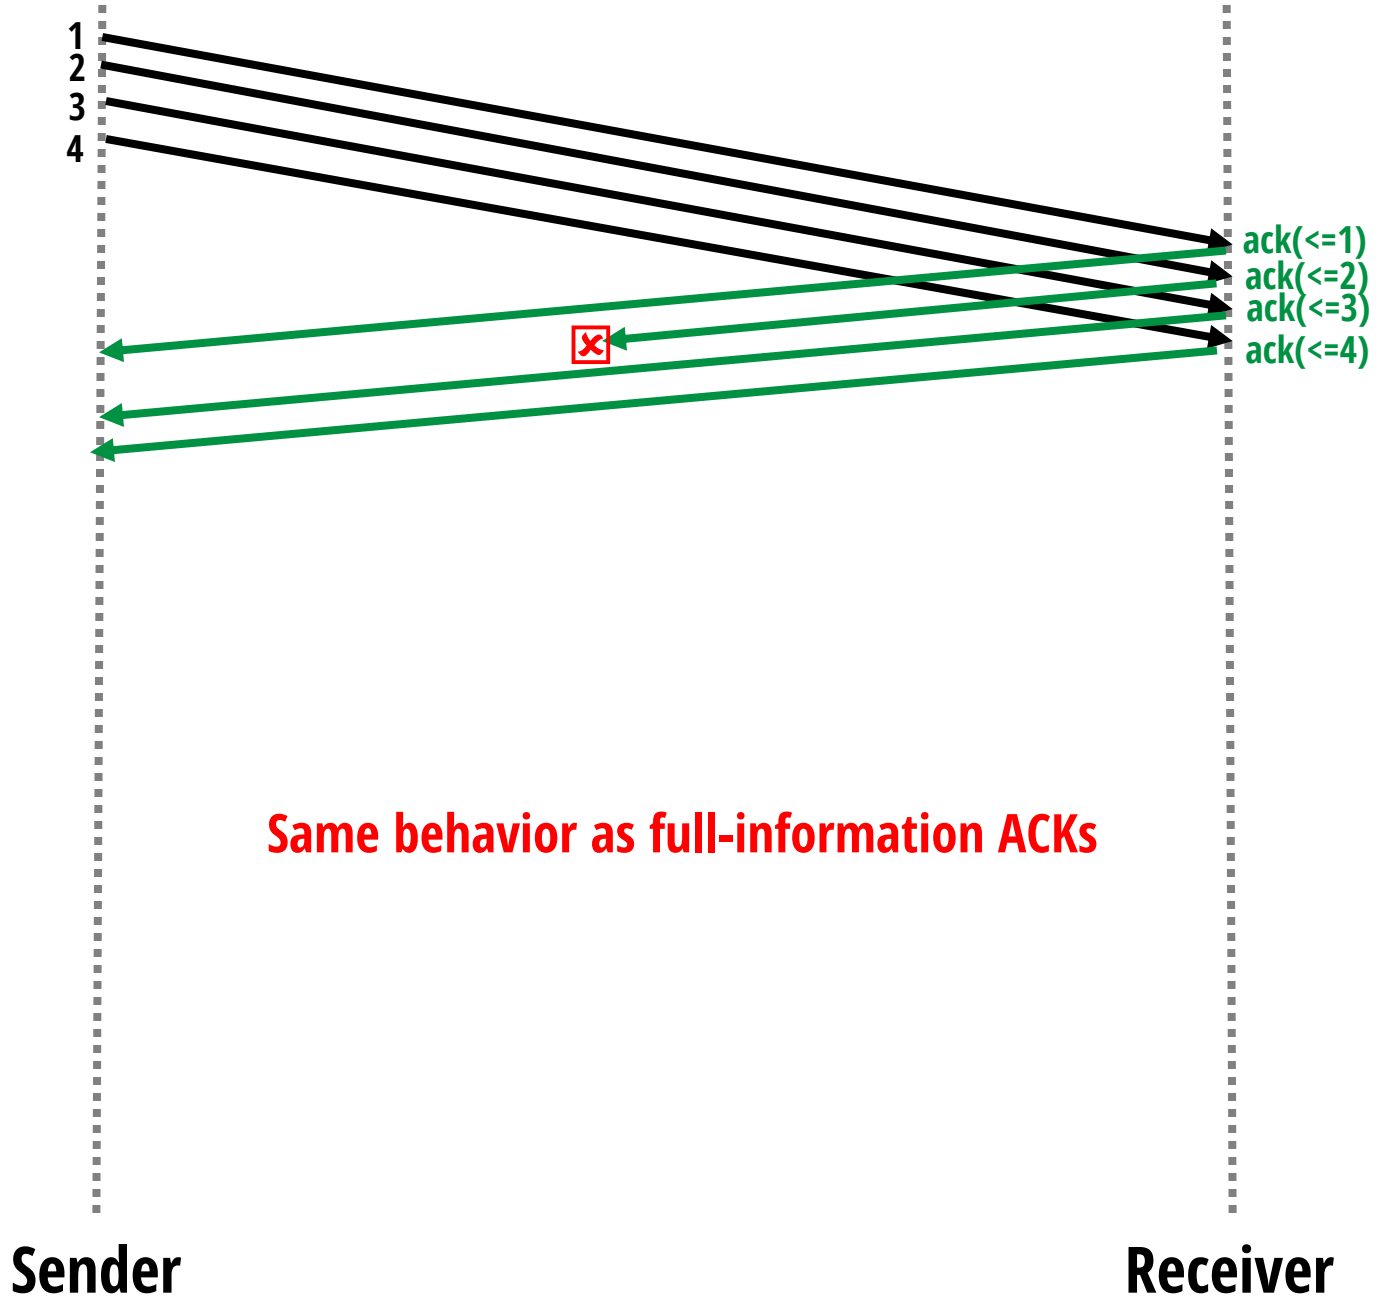 1
2
3
4
ack(<=1)
ack(<=2)
ack(<=3)
ack(<=4)
Same behavior as full-information ACKs
Sender
Receiver